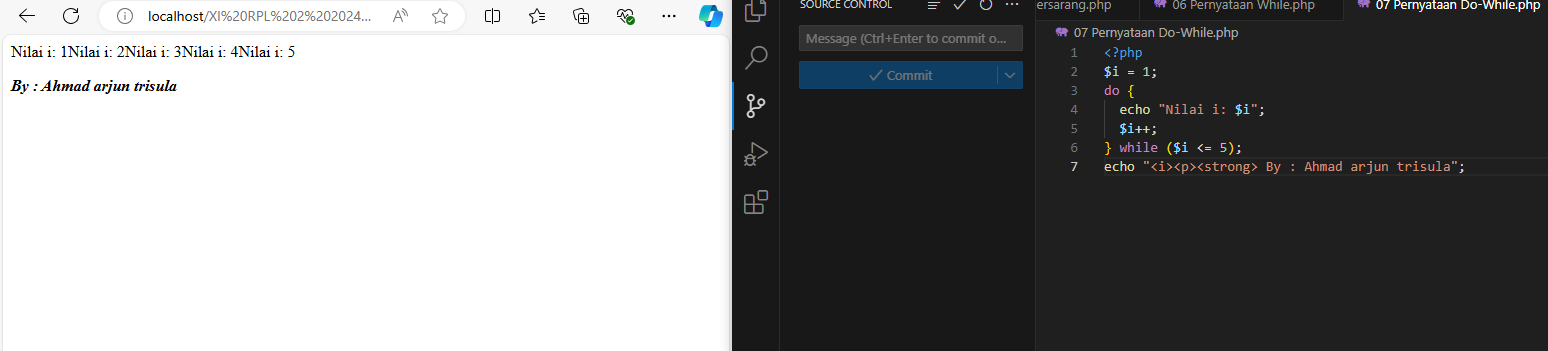 localhost/XI%20RPL%202%202024...
Nilai i: 1Nilai i: 2Nilai i: 3Nilai i: 4Nilai i: 5
By : Ahmad arjun trisula
SOURCE CONTROL
Message (Ctrl+Enter to commit o...
Commit
ersarang.php
06 Pernyataan While.php
07 Pernyataan Do-While.php
07 Pernyataan Do-While.php
1 <?php
2 $i = 1;
3 do {
4 echo "Nilai i: $i";
5 $i++;
6 } while ($i <= 5);
7 echo "<i><p><strong> By : Ahmad arjun trisula";